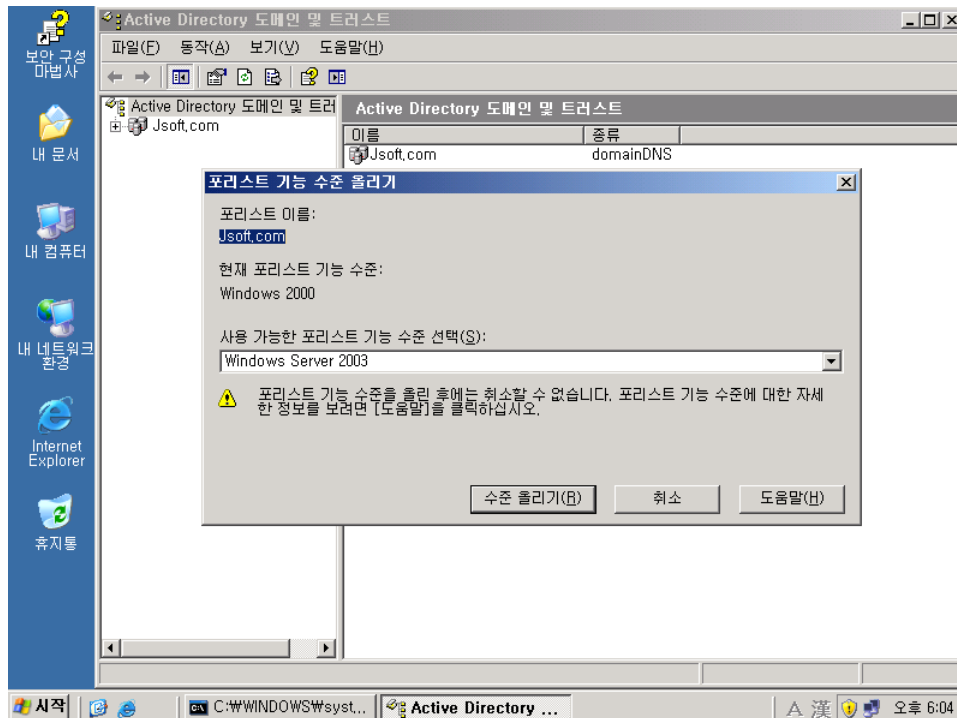 Active Directory 도메인 및 트러스트
파일(F) 동작(A) 보기(V) 도움말(H)
Active Directory 도메인 및 트러
Jsoft.com
Active Directory 도메인 및 트러스트
이름 종류
Jsoft.com domainDNS
포리스트 기능 수준 올리기
포리스트 이름:
Jsoft.com
현재 포리스트 기능 수준:
Windows 2000
사용 가능한 포리스트 기능 수준 선택(S):
Windows Server 2003
포리스트 기능 수준을 올린 후에는 취소할 수 없습니다. 포리스트 기능 수준에 대한 자세
한 정보를 보려면 [도움말]을 클릭하십시오.
수준 올리기(R) 취소 도움말(H)
보안 구성
마법사
내 문서
내 컴퓨터
내 네트워크
환경
Internet
Explorer
휴지통
시작 C:₩WINDOWS₩syst... Active Directory ... A 漢 오후 6:04